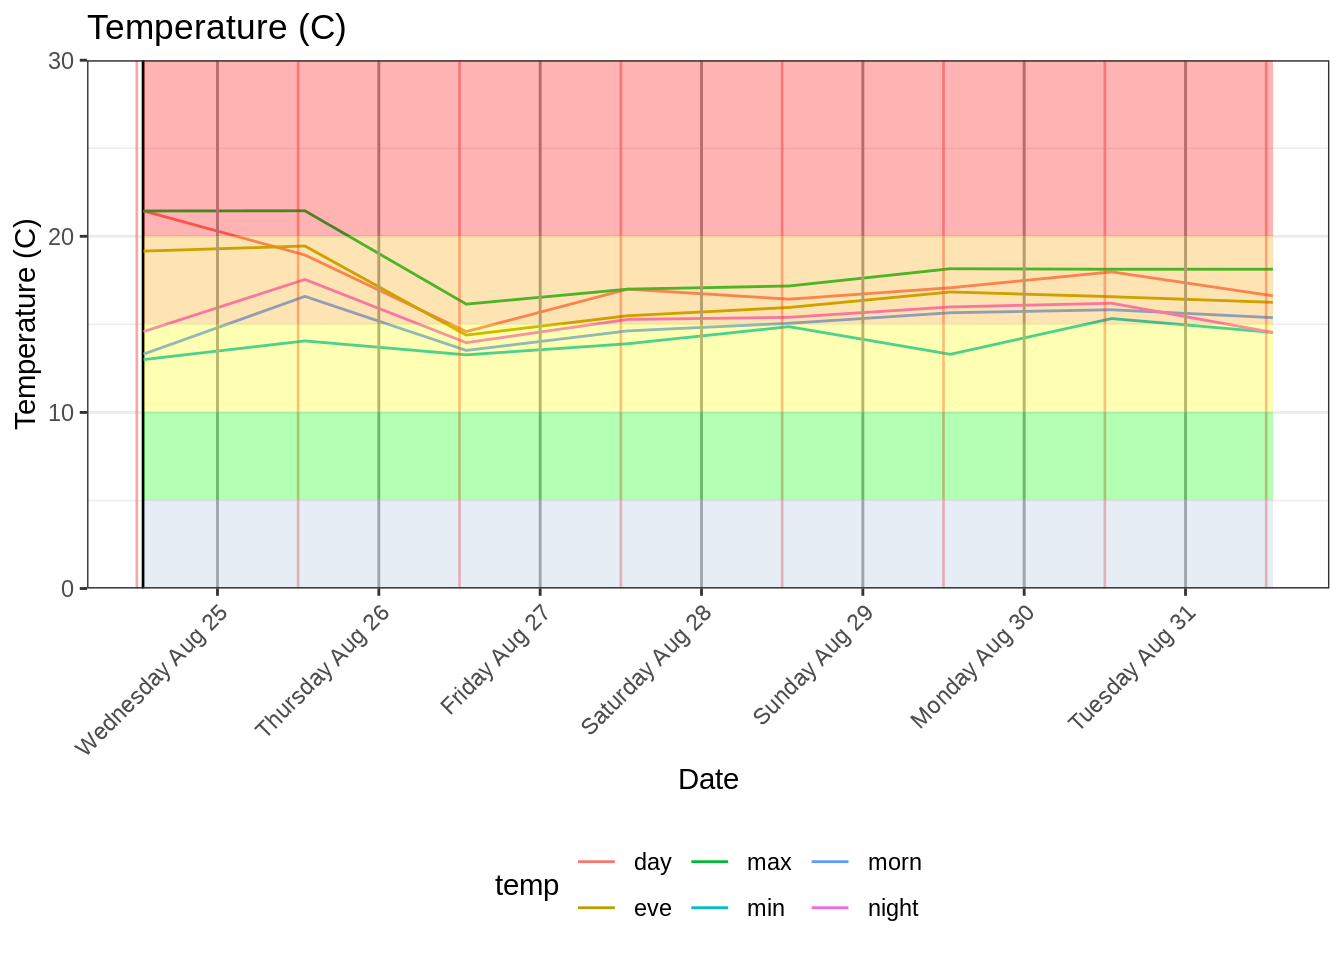 Temperature (C)
30
20
10
0
Temperature (C)
Wednesday Aug 25
Thursday Aug 26
Friday Aug 27
Saturday Aug 28
Sunday Aug 29
Monday Aug 30
Tuesday Aug 31
Date
temp
day max morn
eve min night